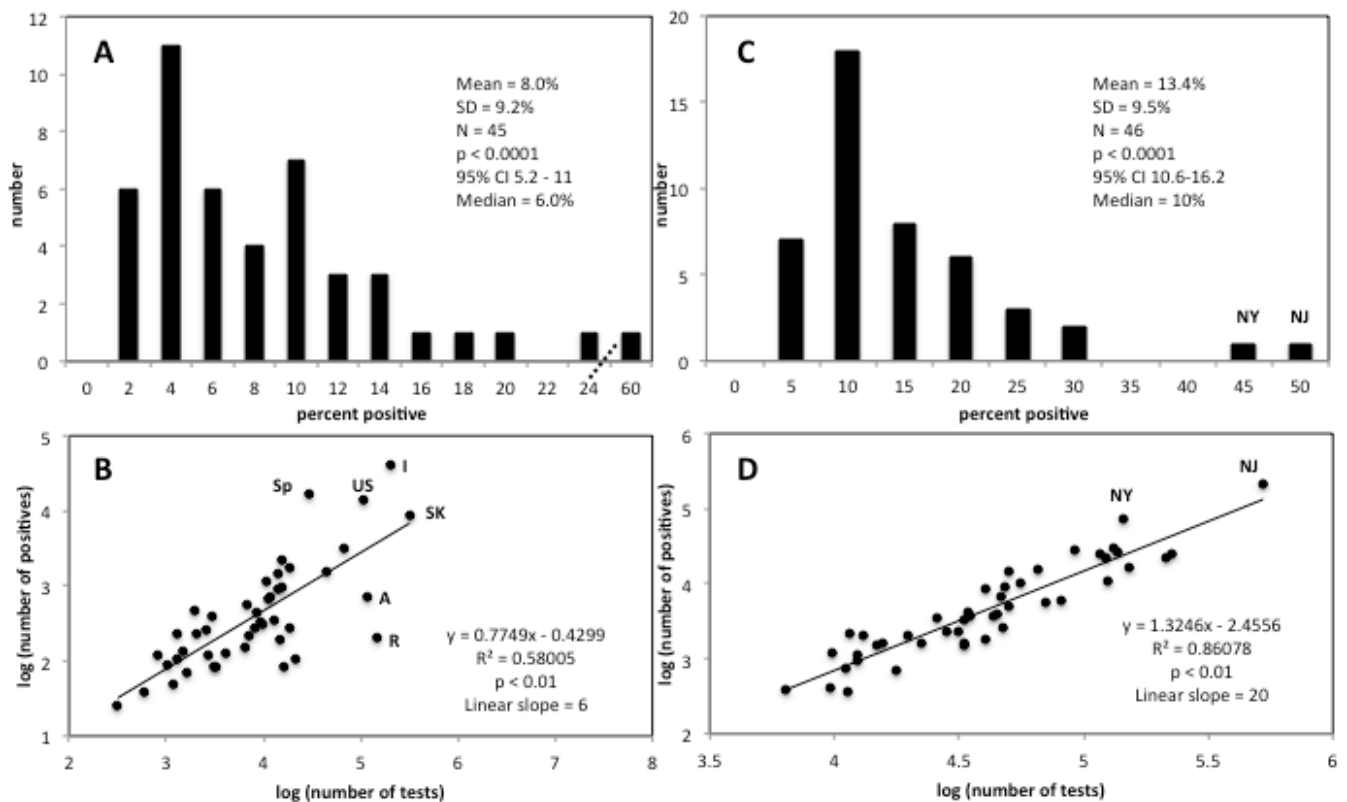 A
12
10
8
6
4
2
0
number
Mean = 8.0%
SD = 9.2%
N = 45
p < 0.0001
95% CI 5.2 - 11
Median = 6.0%
0 2 4 6 8 10 12 14 16 18 20 22 24 60
percent positive
C
20
15
10
5
0
number
Mean = 13.4%
SD = 9.5%
N = 46
p < 0.0001
95% CI 10.6-16.2
Median = 10%
NY NJ
0 5 10 15 20 25 30 35 40 45 50
percent positive
B
5
4
3
2
1
log (number of positives)
I
Sp US
SK
A
R
y = 0.7749x - 0.4299
R² = 0.58005
p < 0.01
Linear slope = 6
2 3 4 5 6 7 8
log (number of tests)
D
6
5
4
3
2
log (number of positives)
NJ
NY
y = 1.3246x - 2.4556
R² = 0.86078
p < 0.01
Linear slope = 20
3.5 4 4.5 5 5.5 6
log (number of tests)